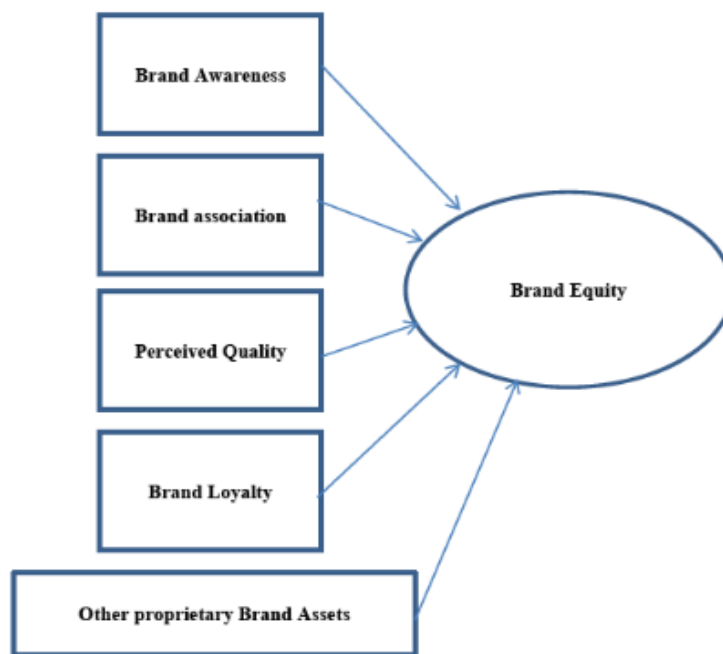 Brand Awareness
Brand association
Brand Equity
Perceived Quality
Brand Loyalty
Other proprietary Brand Assets